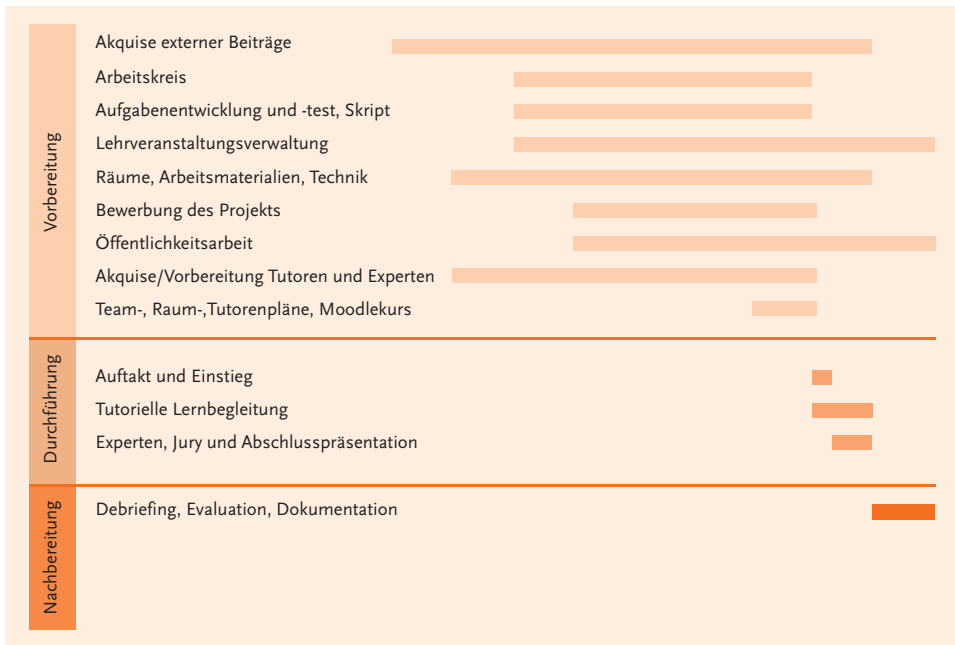 Vorbereitung
Akquise externer Beiträge
Arbeitskreis
Aufgabenentwicklung und -test, Skript
Lehrveranstaltungsverwaltung
Räume, Arbeitsmaterialien, Technik
Bewerbung des Projekts
Öffentlichkeitsarbeit
Akquise/Vorbereitung Tutoren und Experten
Team-, Raum-,Tutorenpläne, Moodlekurs
Durchführung
Auftakt und Einstieg
Tutorielle Lernbegleitung
Experten, Jury und Abschlusspräsentation
Nachbereitung
Debriefing, Evaluation, Dokumentation